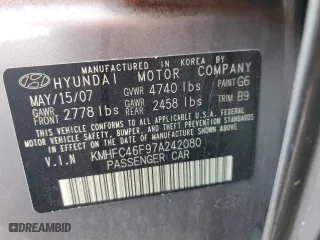 MANUFACTURED IN KOREA BY
HYUNDAI MOTOR COMPANY
MAY/15/07 GVWR 4740 lbs PAINT G6
GAWR FRONT 2778 lbs GAWR REAR 2458 lbs TRIM B9
THIS VEHICLE CONFORMS TO ALL APPLICABLE FEDERAL MOTOR
VEHICLE SAFETY, BUMPER, AND THEFT
PREVENTION STANDARDS IN EFFECT ON THE
DATE OF MANUFACTURE SHOWN ABOVE.
V.I.N KMHFC46F97A242080
PASSENGER CAR
STREAMBID AUCTIONS